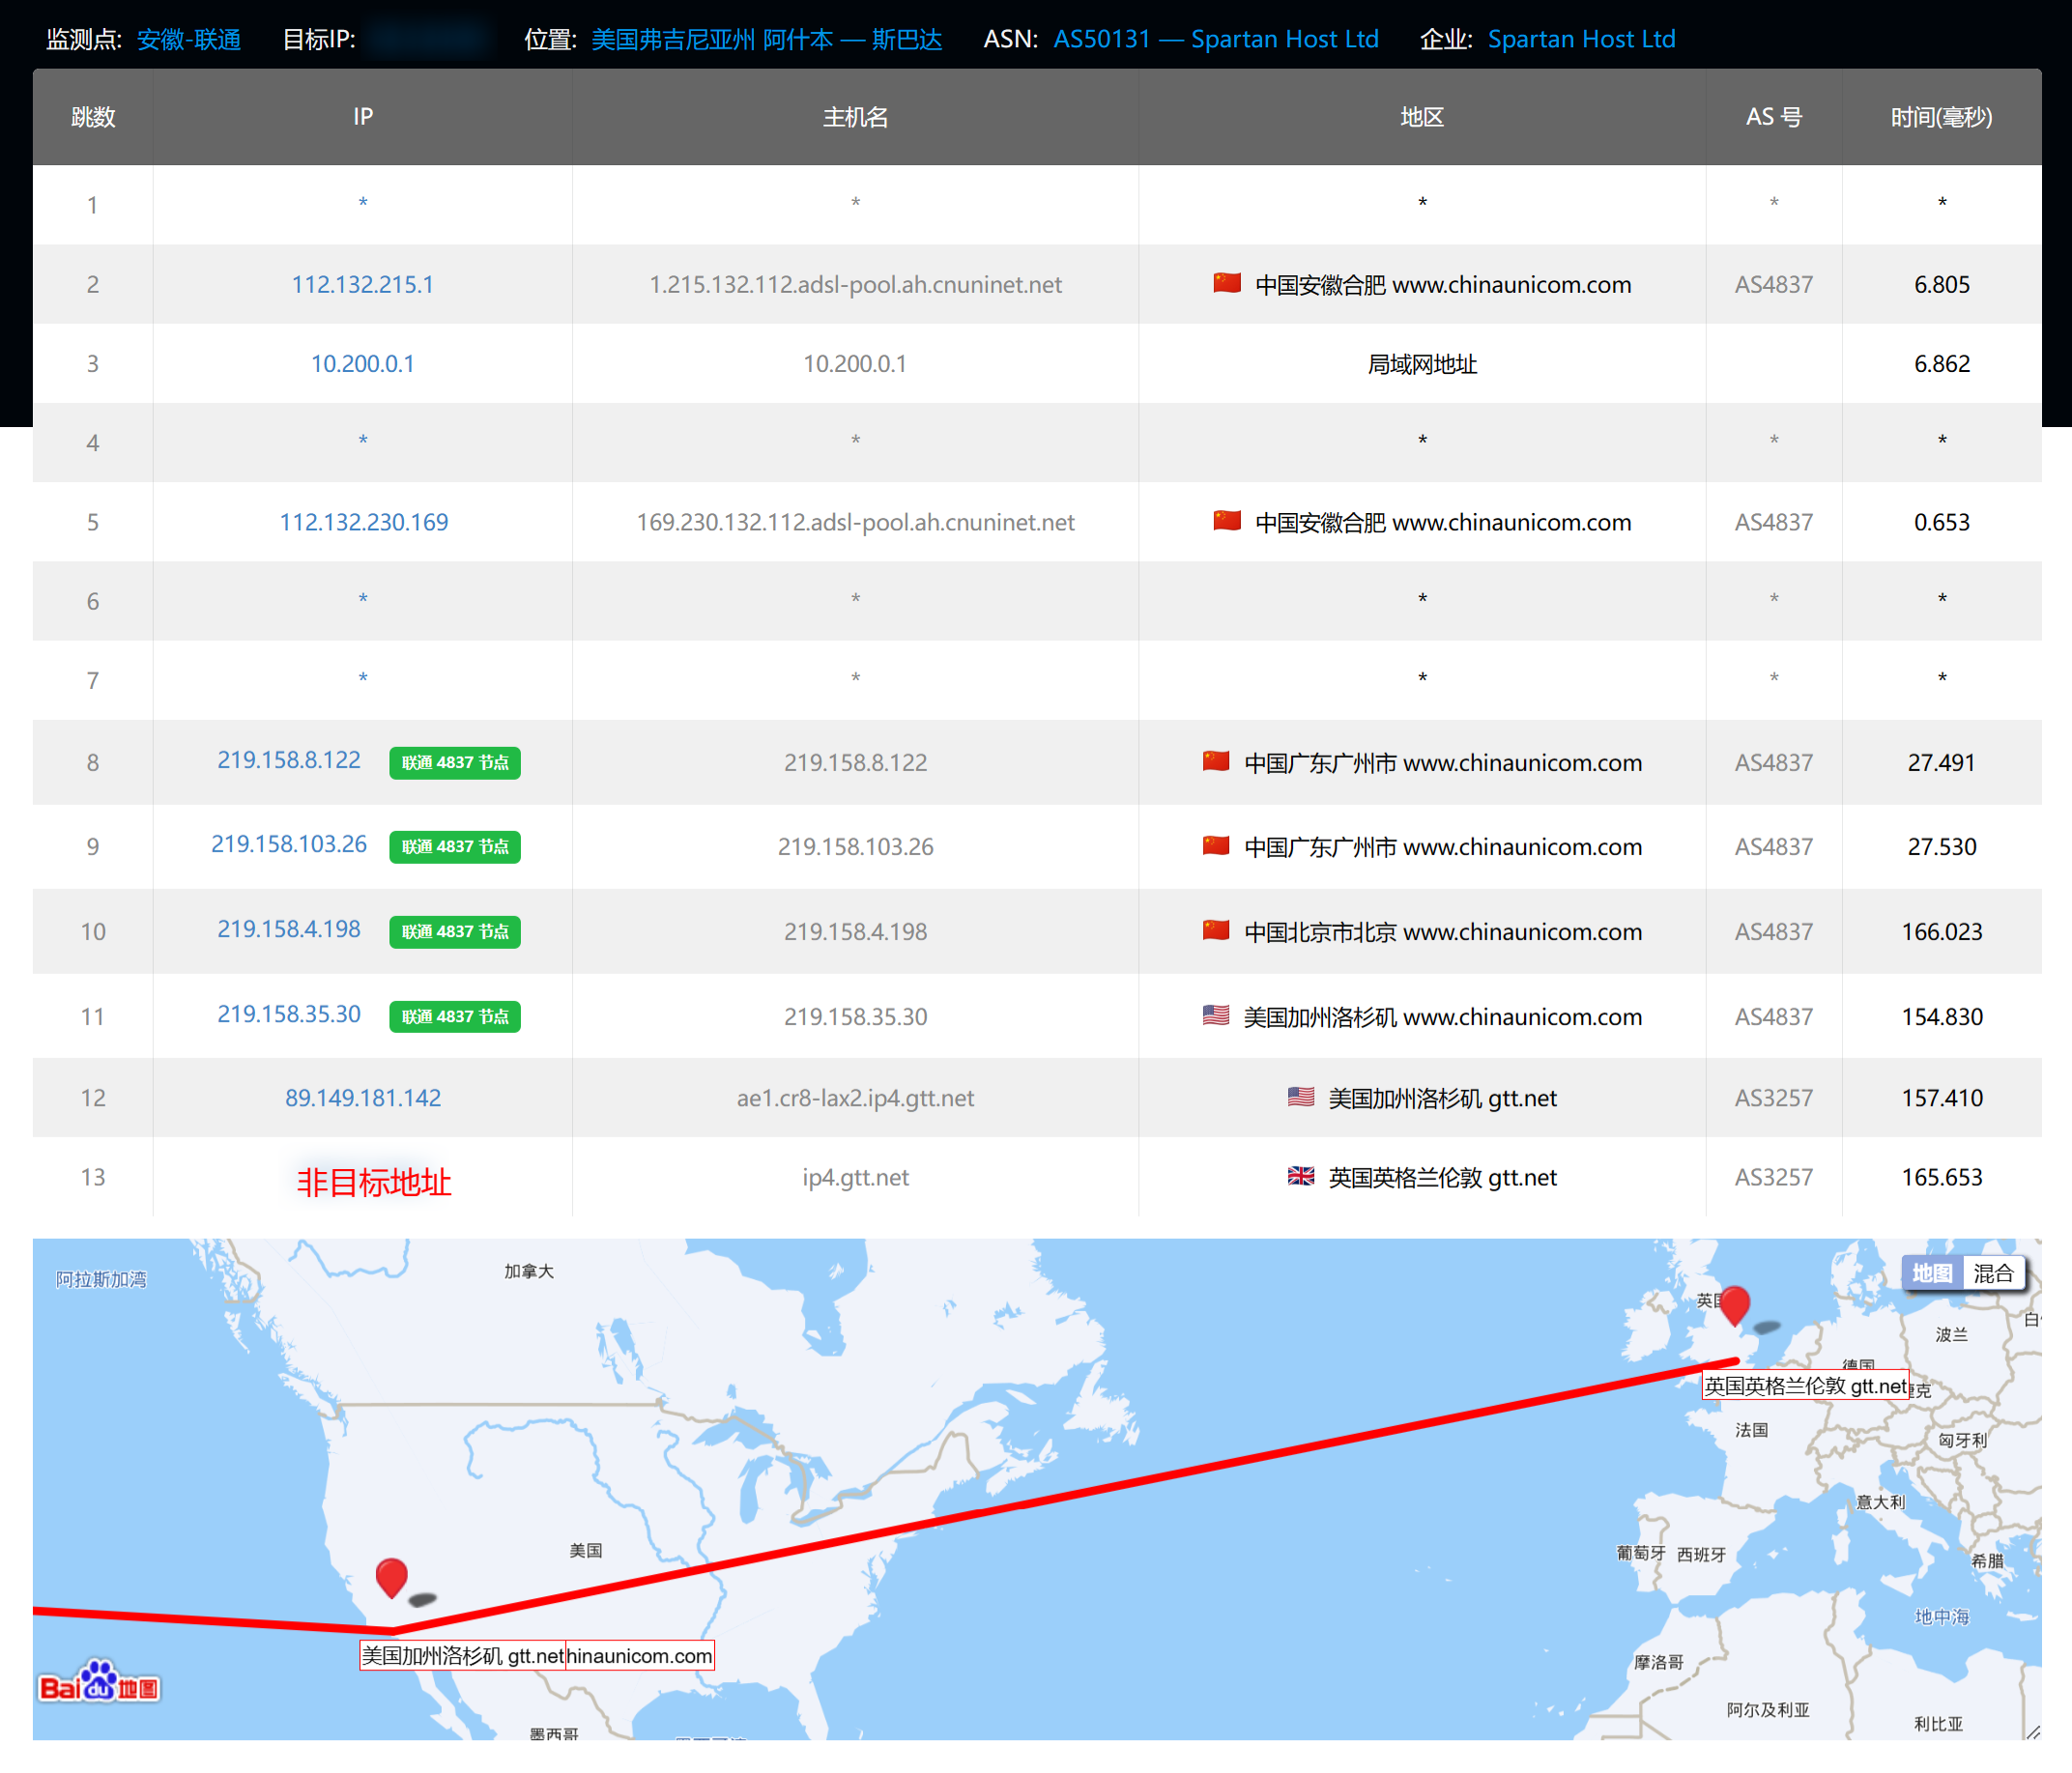 监测点: 安徽-联通 目标IP: 位置: 美国弗吉尼亚州 阿什本 — 斯巴达 ASN: AS50131 — Spartan Host Ltd 企业: Spartan Host Ltd
跳数 IP 主机名 地区 AS 号 时间(毫秒)
1 * * * * *
2 112.132.215.1 1.215.132.112.adsl-pool.ah.cnuninet.net 中国安徽合肥 www.chinaunicom.com AS4837 6.805
3 10.200.0.1 10.200.0.1 局域网地址 6.862
4 * * * * *
5 112.132.230.169 169.230.132.112.adsl-pool.ah.cnuninet.net 中国安徽合肥 www.chinaunicom.com AS4837 0.653
6 * * * * *
7 * * * * *
8 219.158.8.122 联通 4837 节点 219.158.8.122 中国广东广州市 www.chinaunicom.com AS4837 27.491
9 219.158.103.26 联通 4837 节点 219.158.103.26 中国广东广州市 www.chinaunicom.com AS4837 27.530
10 219.158.4.198 联通 4837 节点 219.158.4.198 中国北京市北京 www.chinaunicom.com AS4837 166.023
11 219.158.35.30 联通 4837 节点 219.158.35.30 美国加州洛杉矶 www.chinaunicom.com AS4837 154.830
12 89.149.181.142 ae1.cr8-lax2.ip4.gtt.net 美国加州洛杉矶 gtt.net AS3257 157.410
13 非目标地址 ip4.gtt.net 英国英格兰伦敦 gtt.net AS3257 165.653
阿拉斯加湾
加拿大
地图 混合
英国
波兰
德国
英国英格兰伦敦 gtt.net
捷克
法国
匈牙利
意大利
美国
葡萄牙 西班牙
希腊
地中海
美国加州洛杉矶 gtt.net
hinaunicom.com
摩洛哥
Bai du 地图
阿尔及利亚
利比亚
墨西哥